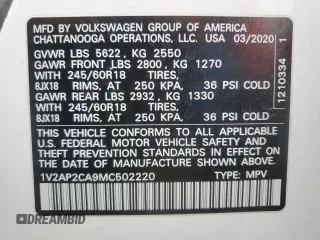 MFD BY VOLKSWAGEN GROUP OF AMERICA
CHATTANOOGA OPERATIONS, LLC. USA 03/2020
GVWR LBS 5622, KG 2550
GAWR FRONT LBS 2800, KG 1270
WITH 245/60R18 TIRES,
8JX18 RIMS, AT 250 KPA, 36 PSI COLD
GAWR REAR LBS 2932, KG 1330
WITH 245/60R18 TIRES,
8JX18 RIMS, AT 250 KPA, 36 PSI COLD
THIS VEHICLE CONFORMS TO ALL APPLICABLE
FEDERAL MOTOR VEHICLE SAFETY AND
THEFT PREVENTION STANDARDS IN EFFECT ON
THE DATE OF MANUFACTURE SHOWN ABOVE.
1V2AP2CA9MC502220 TYPE: MPV
1210334 1
DREAMBID